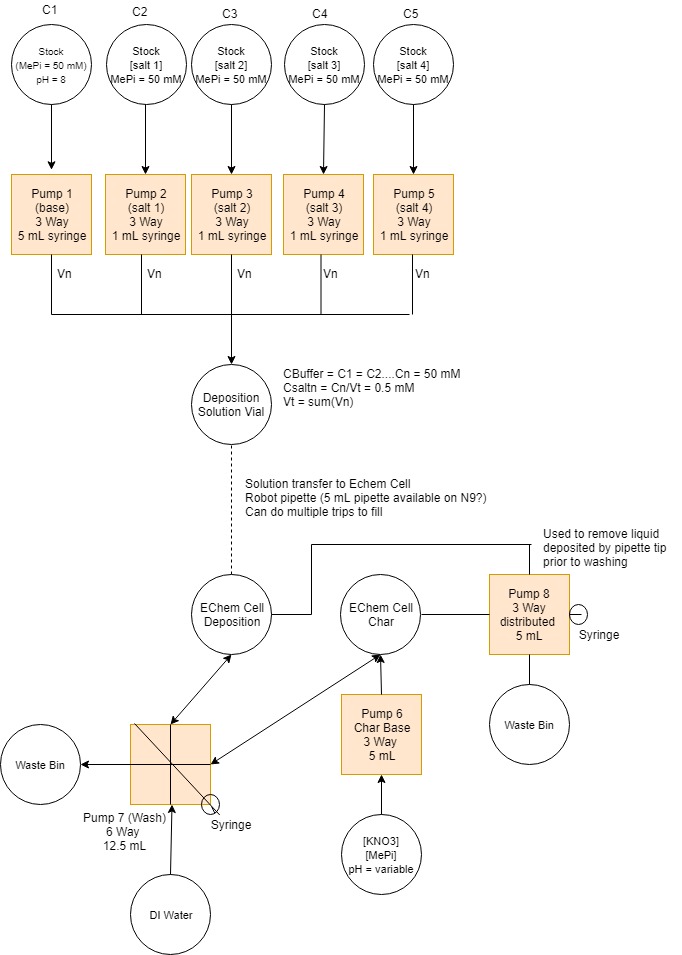 C1
C2
C3
C4
C5
Stock
(MePi = 50 mM)
pH = 8
Stock
[salt 1]
MePi = 50 mM
Stock
[salt 2]
MePi = 50 mM
Stock
[salt 3]
MePi = 50 mM
Stock
[salt 4]
MePi = 50 mM
Pump 1
(base)
3 Way
5 mL syringe
Pump 2
(salt 1)
3 Way
1 mL syringe
Pump 3
(salt 2)
3 Way
1 mL syringe
Pump 4
(salt 3)
3 Way
1 mL syringe
Pump 5
(salt 4)
3 Way
1 mL syringe
Vn
Vn
Vn
Vn
Vn
Deposition
Solution Vial
CBuffer = C1 = C2....Cn = 50 mM
Csaltn = Cn/Vt = 0.5 mM
Vt = sum(Vn)
Solution transfer to Echem Cell
Robot pipette (5 mL pipette available on N9?)
Can do multiple trips to fill
Used to remove liquid
deposited by pipette tip
prior to washing
EChem Cell
Deposition
EChem Cell
Char
Pump 8
3 Way
distributed
5 mL
Syringe
Waste Bin
Pump 6
Char Base
3 Way
5 mL
Waste Bin
Pump 7 (Wash)
6 Way
12.5 mL
Syringe
[KNO3]
[MePi]
pH = variable
DI Water